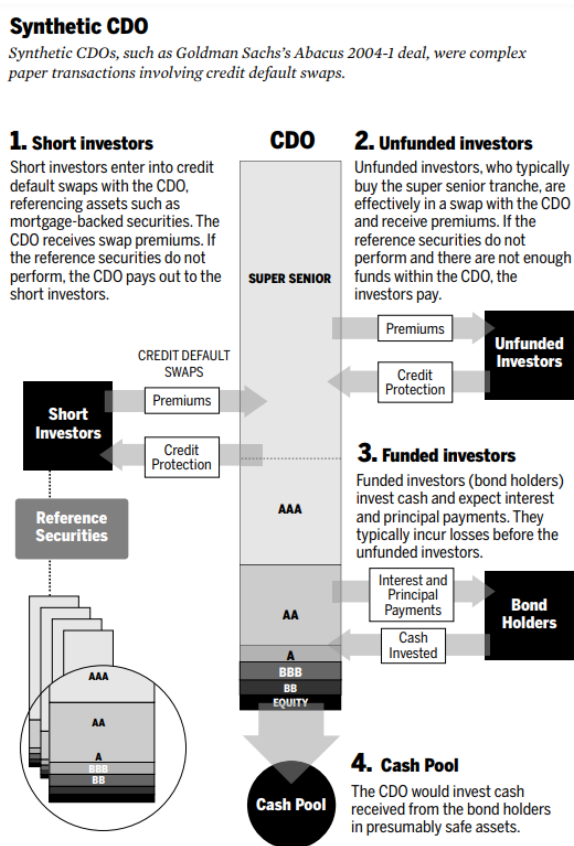 Synthetic CDO
Synthetic CDOs, such as Goldman Sachs's Abacus 2004-1 deal, were complex
paper transactions involving credit default swaps.
1. Short investors
Short investors enter into credit
default swaps with the CDO,
referencing assets such as
mortgage-backed securities. The
CDO receives swap premiums. If
the reference securities do not
perform, the CDO pays out to the
short investors.
CDO
2. Unfunded investors
Unfunded investors, who typically
buy the super senior tranche, are
effectively in a swap with the CDO
and receive premiums. If the
reference securities do not
perform and there are not enough
funds within the CDO, the
investors pay.
SUPER SENIOR
Premiums
Credit
Protection
Unfunded
Investors
CREDIT DEFAULT
SWAPS
Short
Investors
Premiums
Credit
Protection
Reference
Securities
3. Funded investors
Funded investors (bond holders)
invest cash and expect interest
and principal payments. They
typically incur losses before the
unfunded investors.
AAA
AA
A
BBB
BB
EQUITY
Interest and
Principal
Payments
Cash
Invested
Bond
Holders
AAA
AA
A
BBB
BB
Cash Pool
4. Cash Pool
The CDO would invest cash
received from the bond holders
in presumably safe assets.